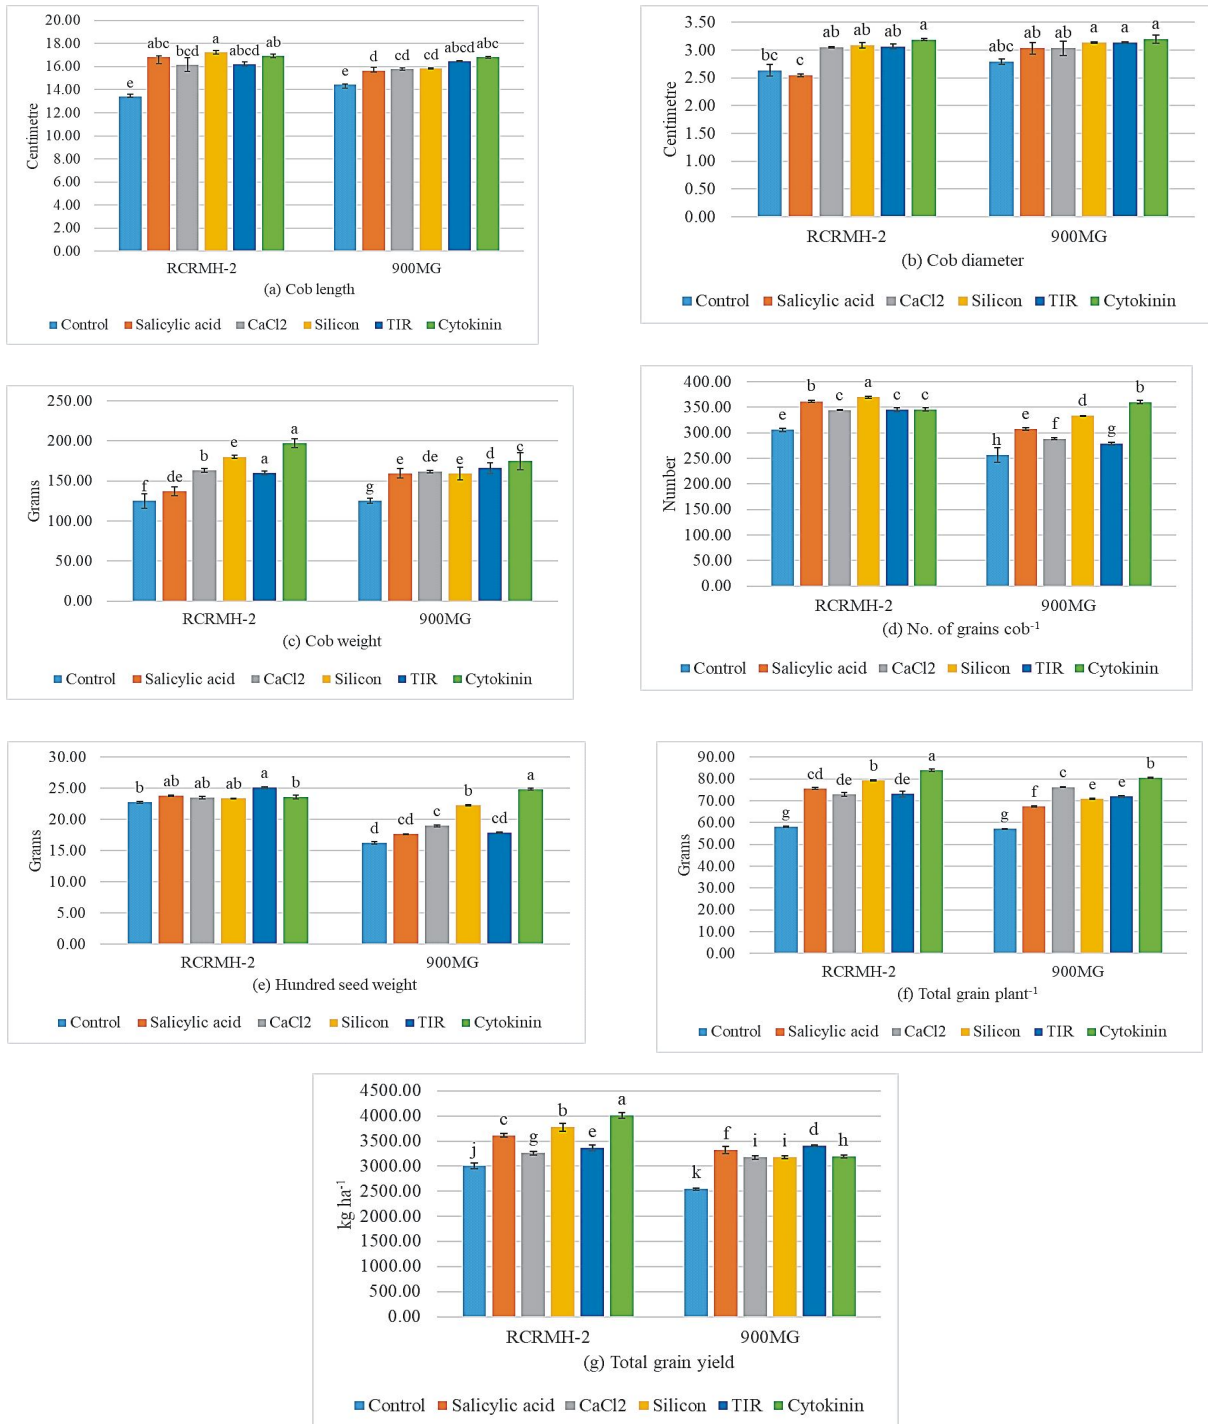 20.00
18.00
16.00
14.00
12.00
10.00
8.00
6.00
4.00
2.00
0.00
Centimetre
e abc bcd a abcd ab e d cd cd abcd abc
RCRMH-2 900MG
(a) Cob length
Control Salicylic acid CaCl2 Silicon TIR Cytokinin
3.50
3.00
2.50
2.00
1.50
1.00
0.50
0.00
Centimetre
bc c ab ab ab a abc ab ab a a a
RCRMH-2 900MG
(b) Cob diameter
Control Salicylic acid CaCl2 Silicon TIR Cytokinin
250.00
200.00
150.00
100.00
50.00
0.00
Grams
f de b e a a g e de e d c
RCRMH-2 900MG
(c) Cob weight
Control Salicylic acid CaCl2 Silicon TIR Cytokinin
400.00
350.00
300.00
250.00
200.00
150.00
100.00
50.00
0.00
Number
e b c a c c h e f d g b
RCRMH-2 900MG
(d) No. of grains cob⁻¹
Control Salicylic acid CaCl2 Silicon TIR Cytokinin
30.00
25.00
20.00
15.00
10.00
5.00
0.00
Grams
b ab ab ab a b d cd c b cd a
RCRMH-2 900MG
(e) Hundred seed weight
Control Salicylic acid CaCl2 Silicon TIR Cytokinin
90.00
80.00
70.00
60.00
50.00
40.00
30.00
20.00
10.00
0.00
Grams
g cd de b de a g f c e e b
RCRMH-2 900MG
(f) Total grain plant⁻¹
Control Salicylic acid CaCl2 Silicon TIR Cytokinin
4500.00
4000.00
3500.00
3000.00
2500.00
2000.00
1500.00
1000.00
500.00
0.00
kg ha⁻¹
j c g b e a k f i i d h
RCRMH-2 900MG
(g) Total grain yield
Control Salicylic acid CaCl2 Silicon TIR Cytokinin